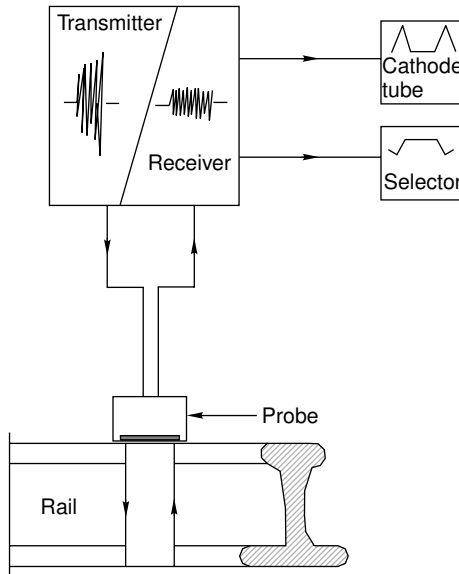 Transmitter
Receiver
Cathode
tube
Selector
Probe
Rail